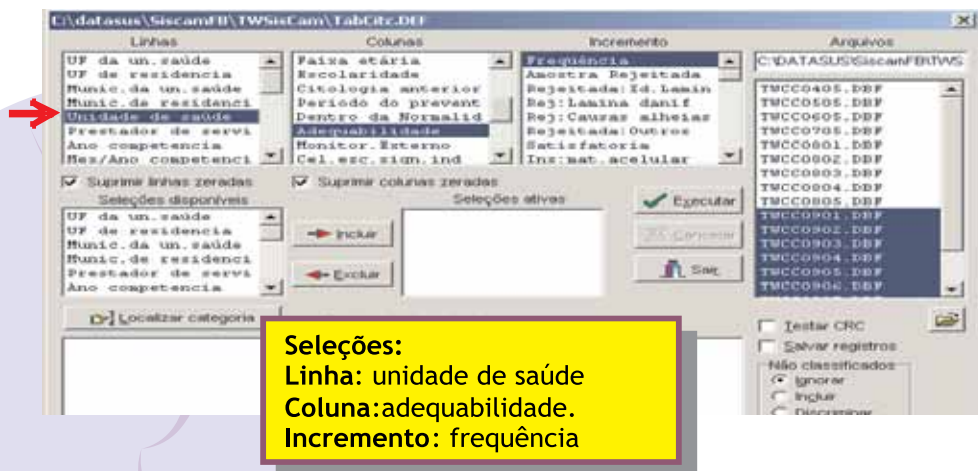 C:\datasus\SiscamFB\TWSisCam\TabCitc.DEF
Linhas
UF da un.saúde
UF de residencia
Munic.da un.saúde
Munic.de residenci
Unidade de saúde
Prestador de servi
Ano competencia
Mes/Ano competenci
Suprimir linhas zeradas
Colunas
Faixa etária
Escolaridade
Citologia anterior
Periodo do prevent
Dentro da Normalid
Adequabilidade
Monitor.Externo
Cel.esc.sign.ind
Suprimir colunas zeradas
Incremento
Frequência
Amostra Rejeitada
Rejeitada:Id.Lamin
Rej:Lamina danif
Rej:Causas alheias
Rejeitada:Outros
Satisfatoria
Ins:mat.acelular
Arquivos
C:\DATASUS\SiscamFB\TWS
TWCC0405.DBF
TWCC0505.DBF
TWCC0605.DBF
TWCC0705.DBF
TWCC0801.DBF
TWCC0802.DBF
TWCC0803.DBF
TWCC0804.DBF
TWCC0805.DBF
TWCC0901.DBF
TWCC0902.DBF
TWCC0903.DBF
TWCC0904.DBF
TWCC0905.DBF
TWCC0906.DBF
Seleções disponíveis
UF da un.saúde
UF de residencia
Munic.da un.saúde
Munic.de residenci
Prestador de servi
Ano competencia
Incluir
Excluir
Seleções ativas
Executar
Cancelar
Sair
Localizar categoria
Testar CRC
Salvar registros
Não classificados
Ignorar
Incluir
Discriminar
Seleções:
Linha: unidade de saúde
Coluna:adequabilidade.
Incremento: frequência